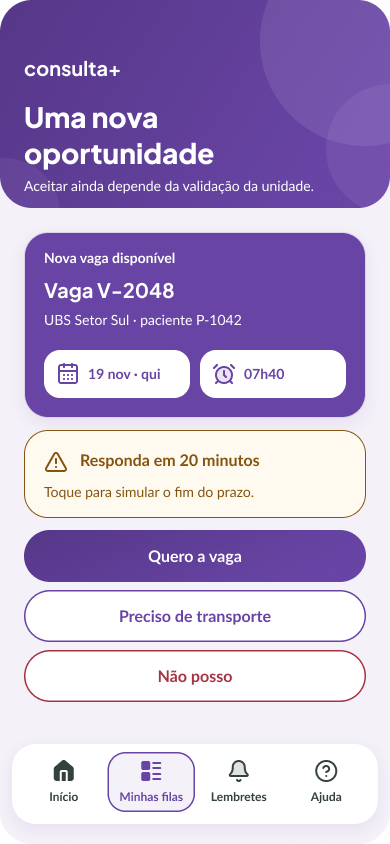 consulta+
Uma nova
oportunidade
Aceitar ainda depende da validação da unidade.
Nova vaga disponível
Vaga V-2048
UBS Setor Sul · paciente P-1042
19 nov · qui
07h40
Responda em 20 minutos
Toque para simular o fim do prazo.
Quero a vaga
Preciso de transporte
Não posso
Início
Minhas filas
Lembretes
Ajuda